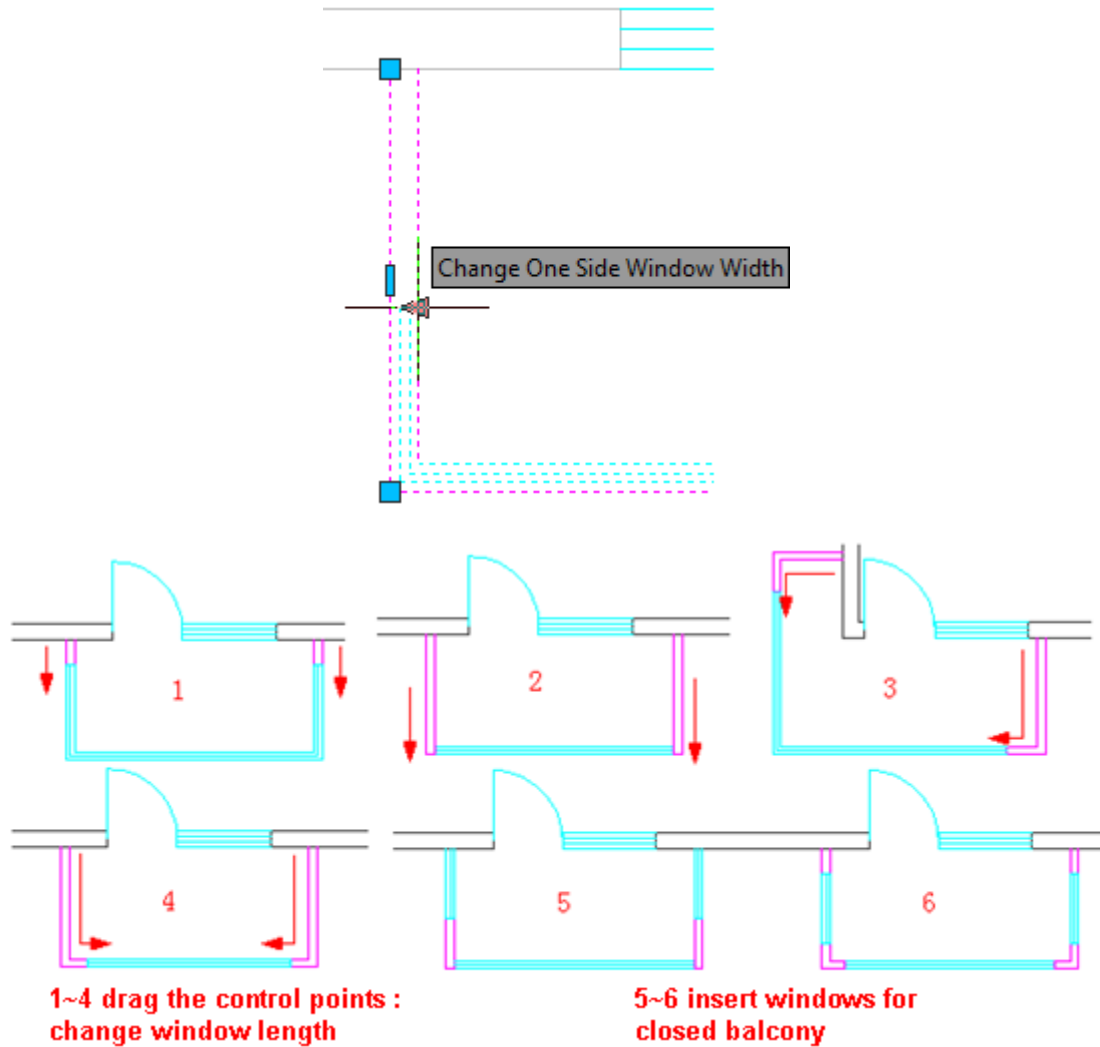 Change One Side Window Width
1
2
3
4
5
6
1~4 drag the control points :
change window length
5~6 insert windows for
closed balcony